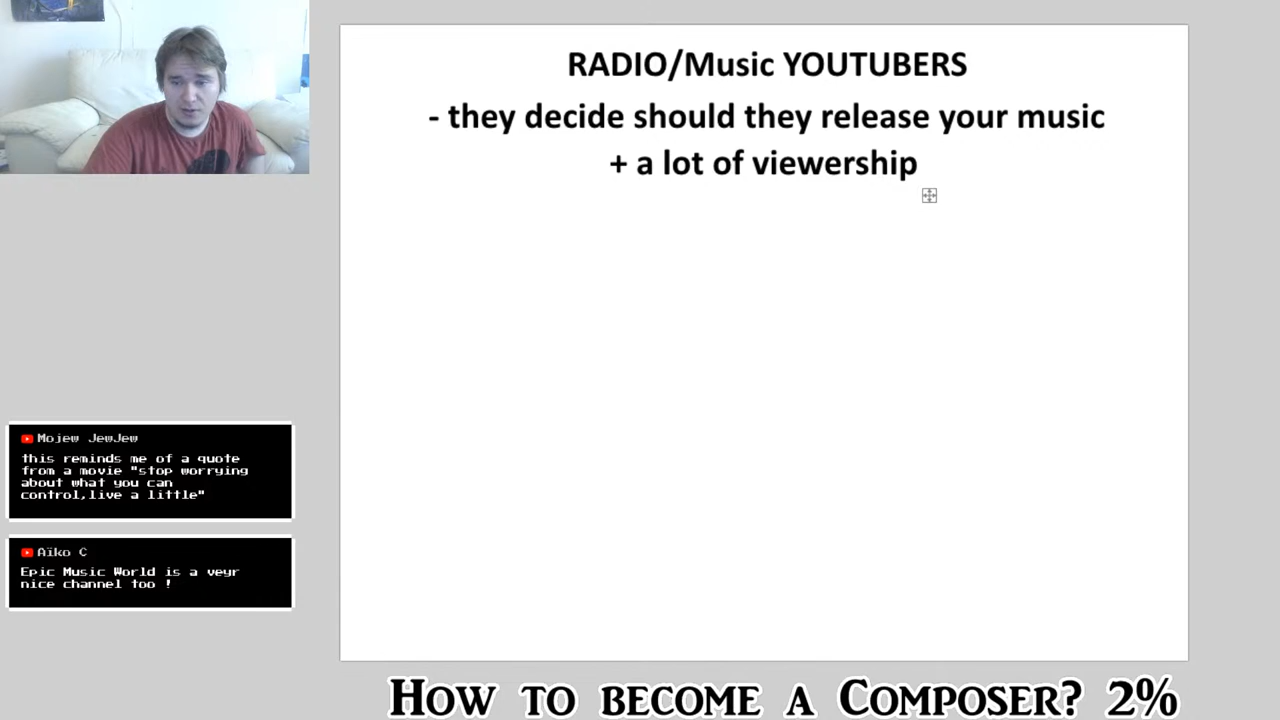 RADIO/Music YOUTUBERS
- they decide should they release your music
+ a lot of viewership
Mojew JewJew
this reminds me of a quote
from a movie "stop worrying
about what you can
control,live a little"
Aïko C
Epic Music World is a veyr
nice channel too !
How to become a Composer? 2%